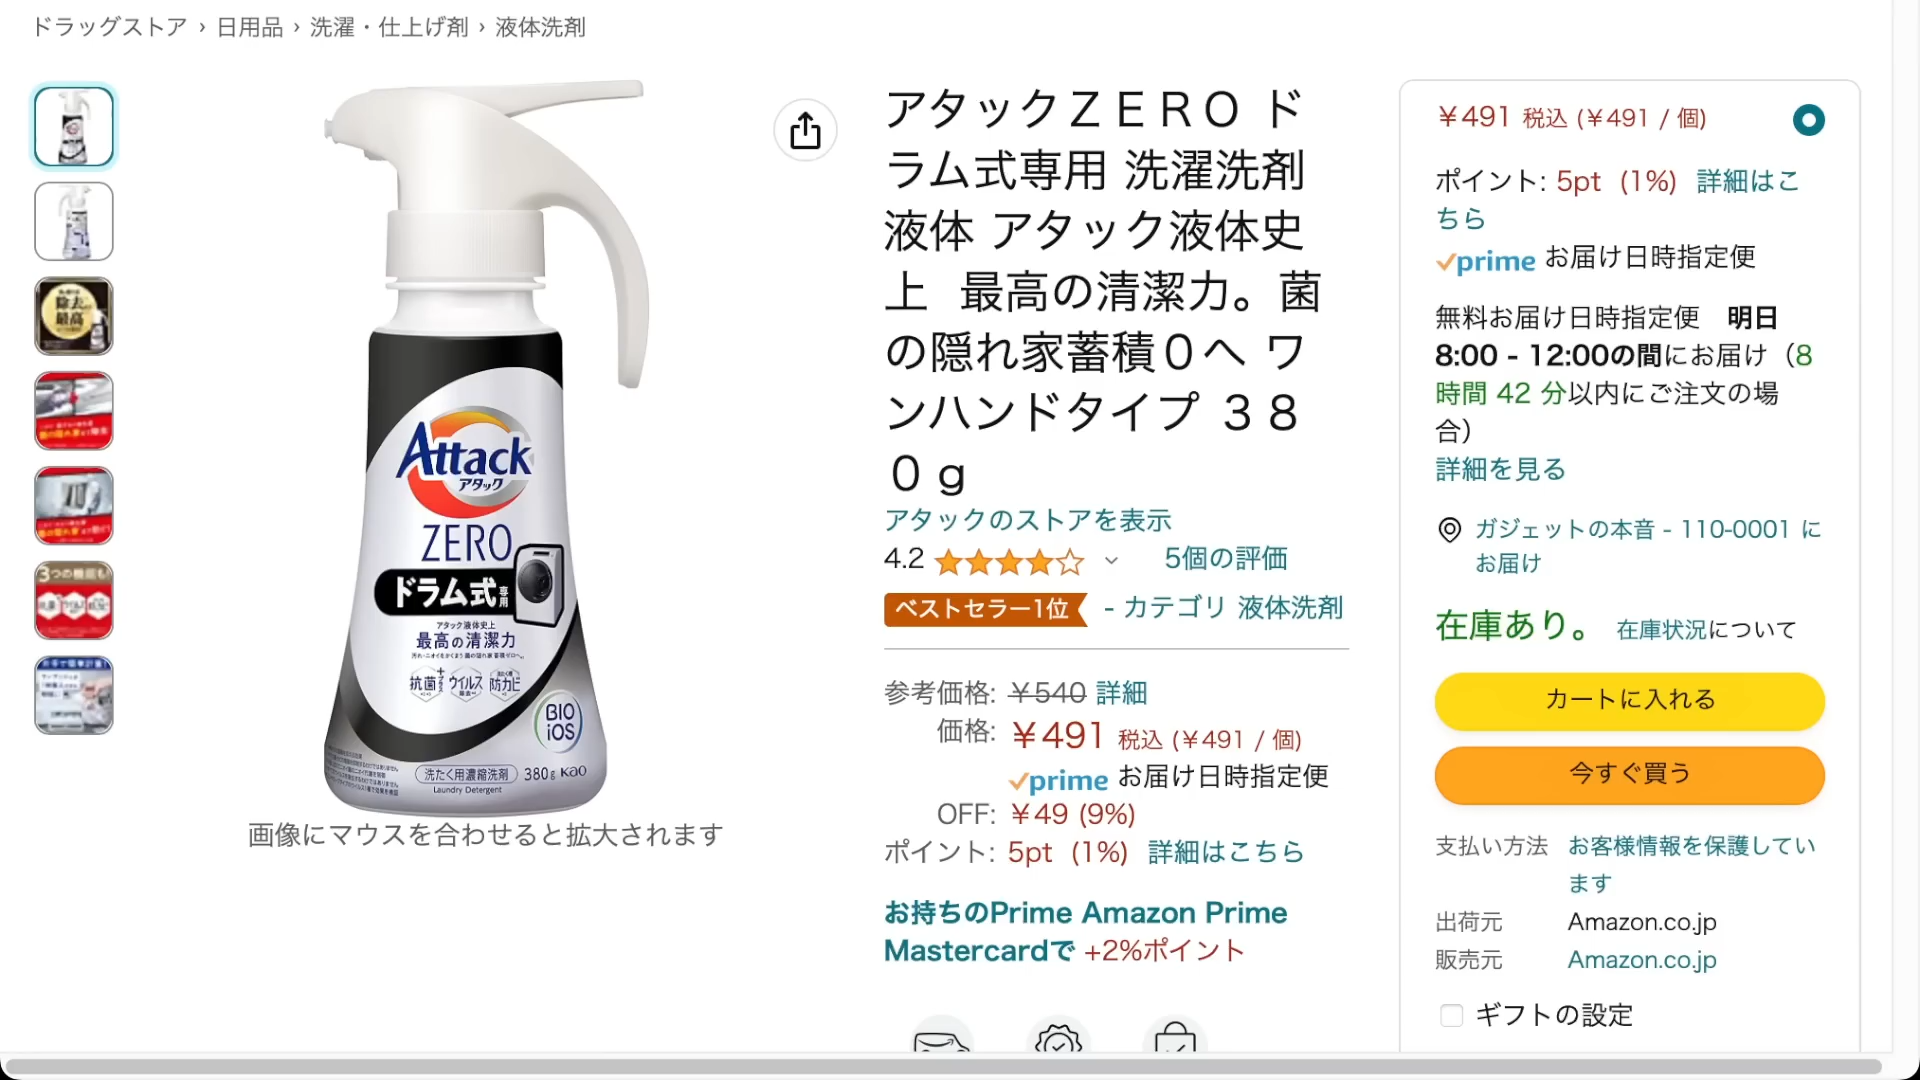 ドラッグストア › 日用品 › 洗濯・仕上げ剤 › 液体洗剤
除去
最高
3つの機能も
Attack
アタック
ZERO
ドラム式専用
アタック液体史上
最高の清潔力
抗菌+
ウイルス
防カビ
BIO
iOS
洗たく用濃縮洗剤 380g Kao
Laundry Detergent
画像にマウスを合わせると拡大されます
アタックＺＥＲＯ ド
ラム式専用 洗濯洗剤
液体 アタック液体史
上 最高の清潔力。菌
の隠れ家蓄積０へ ワ
ンハンドタイプ ３８
０ｇ
アタックのストアを表示
4.2 5個の評価
ベストセラー1位 - カテゴリ 液体洗剤
参考価格: ￥540 詳細
価格: ￥491 税込 (￥491 / 個)
prime お届け日時指定便
OFF: ￥49 (9%)
ポイント: 5pt (1%) 詳細はこちら
お持ちのPrime Amazon Prime
Mastercardで +2%ポイント
￥491 税込 (￥491 / 個)
ポイント: 5pt (1%) 詳細はこ
ちら
prime お届け日時指定便
無料お届け日時指定便 明日
8:00 - 12:00の間にお届け（8
時間 42 分以内にご注文の場
合）
詳細を見る
ガジェットの本音 - 110-0001 に
お届け
在庫あり。 在庫状況について
カートに入れる
今すぐ買う
支払い方法 お客様情報を保護してい
ます
出荷元 Amazon.co.jp
販売元 Amazon.co.jp
ギフトの設定